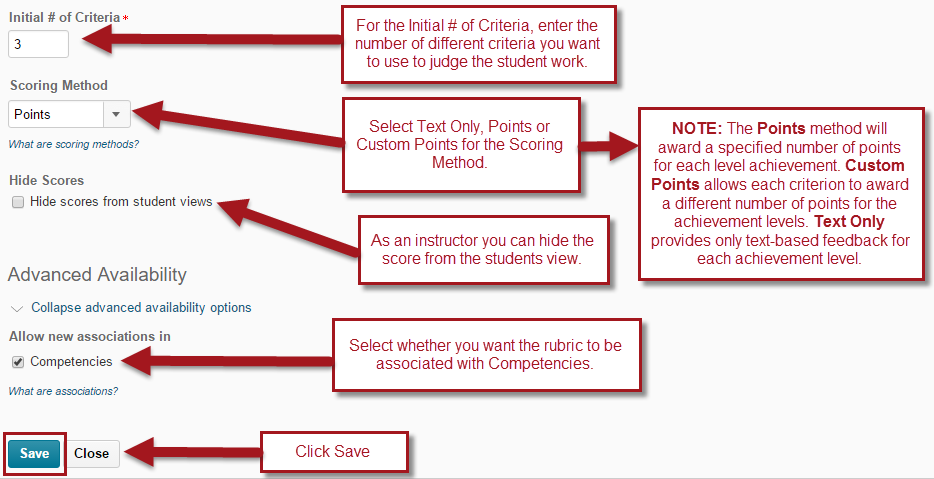 Initial # of Criteria *
3
For the Initial # of Criteria, enter the
number of different criteria you want
to use to judge the student work.
Scoring Method
Points
What are scoring methods?
Select Text Only, Points or
Custom Points for the Scoring
Method.
NOTE: The Points method will
award a specified number of points
for each level achievement. Custom
Points allows each criterion to award
a different number of points for the
achievement levels. Text Only
provides only text-based feedback for
each achievement level.
Hide Scores
Hide scores from student views
As an instructor you can hide the
score from the students view.
Advanced Availability
Collapse advanced availability options
Allow new associations in
Competencies
What are associations?
Select whether you want the rubric to be
associated with Competencies.
Save
Close
Click Save